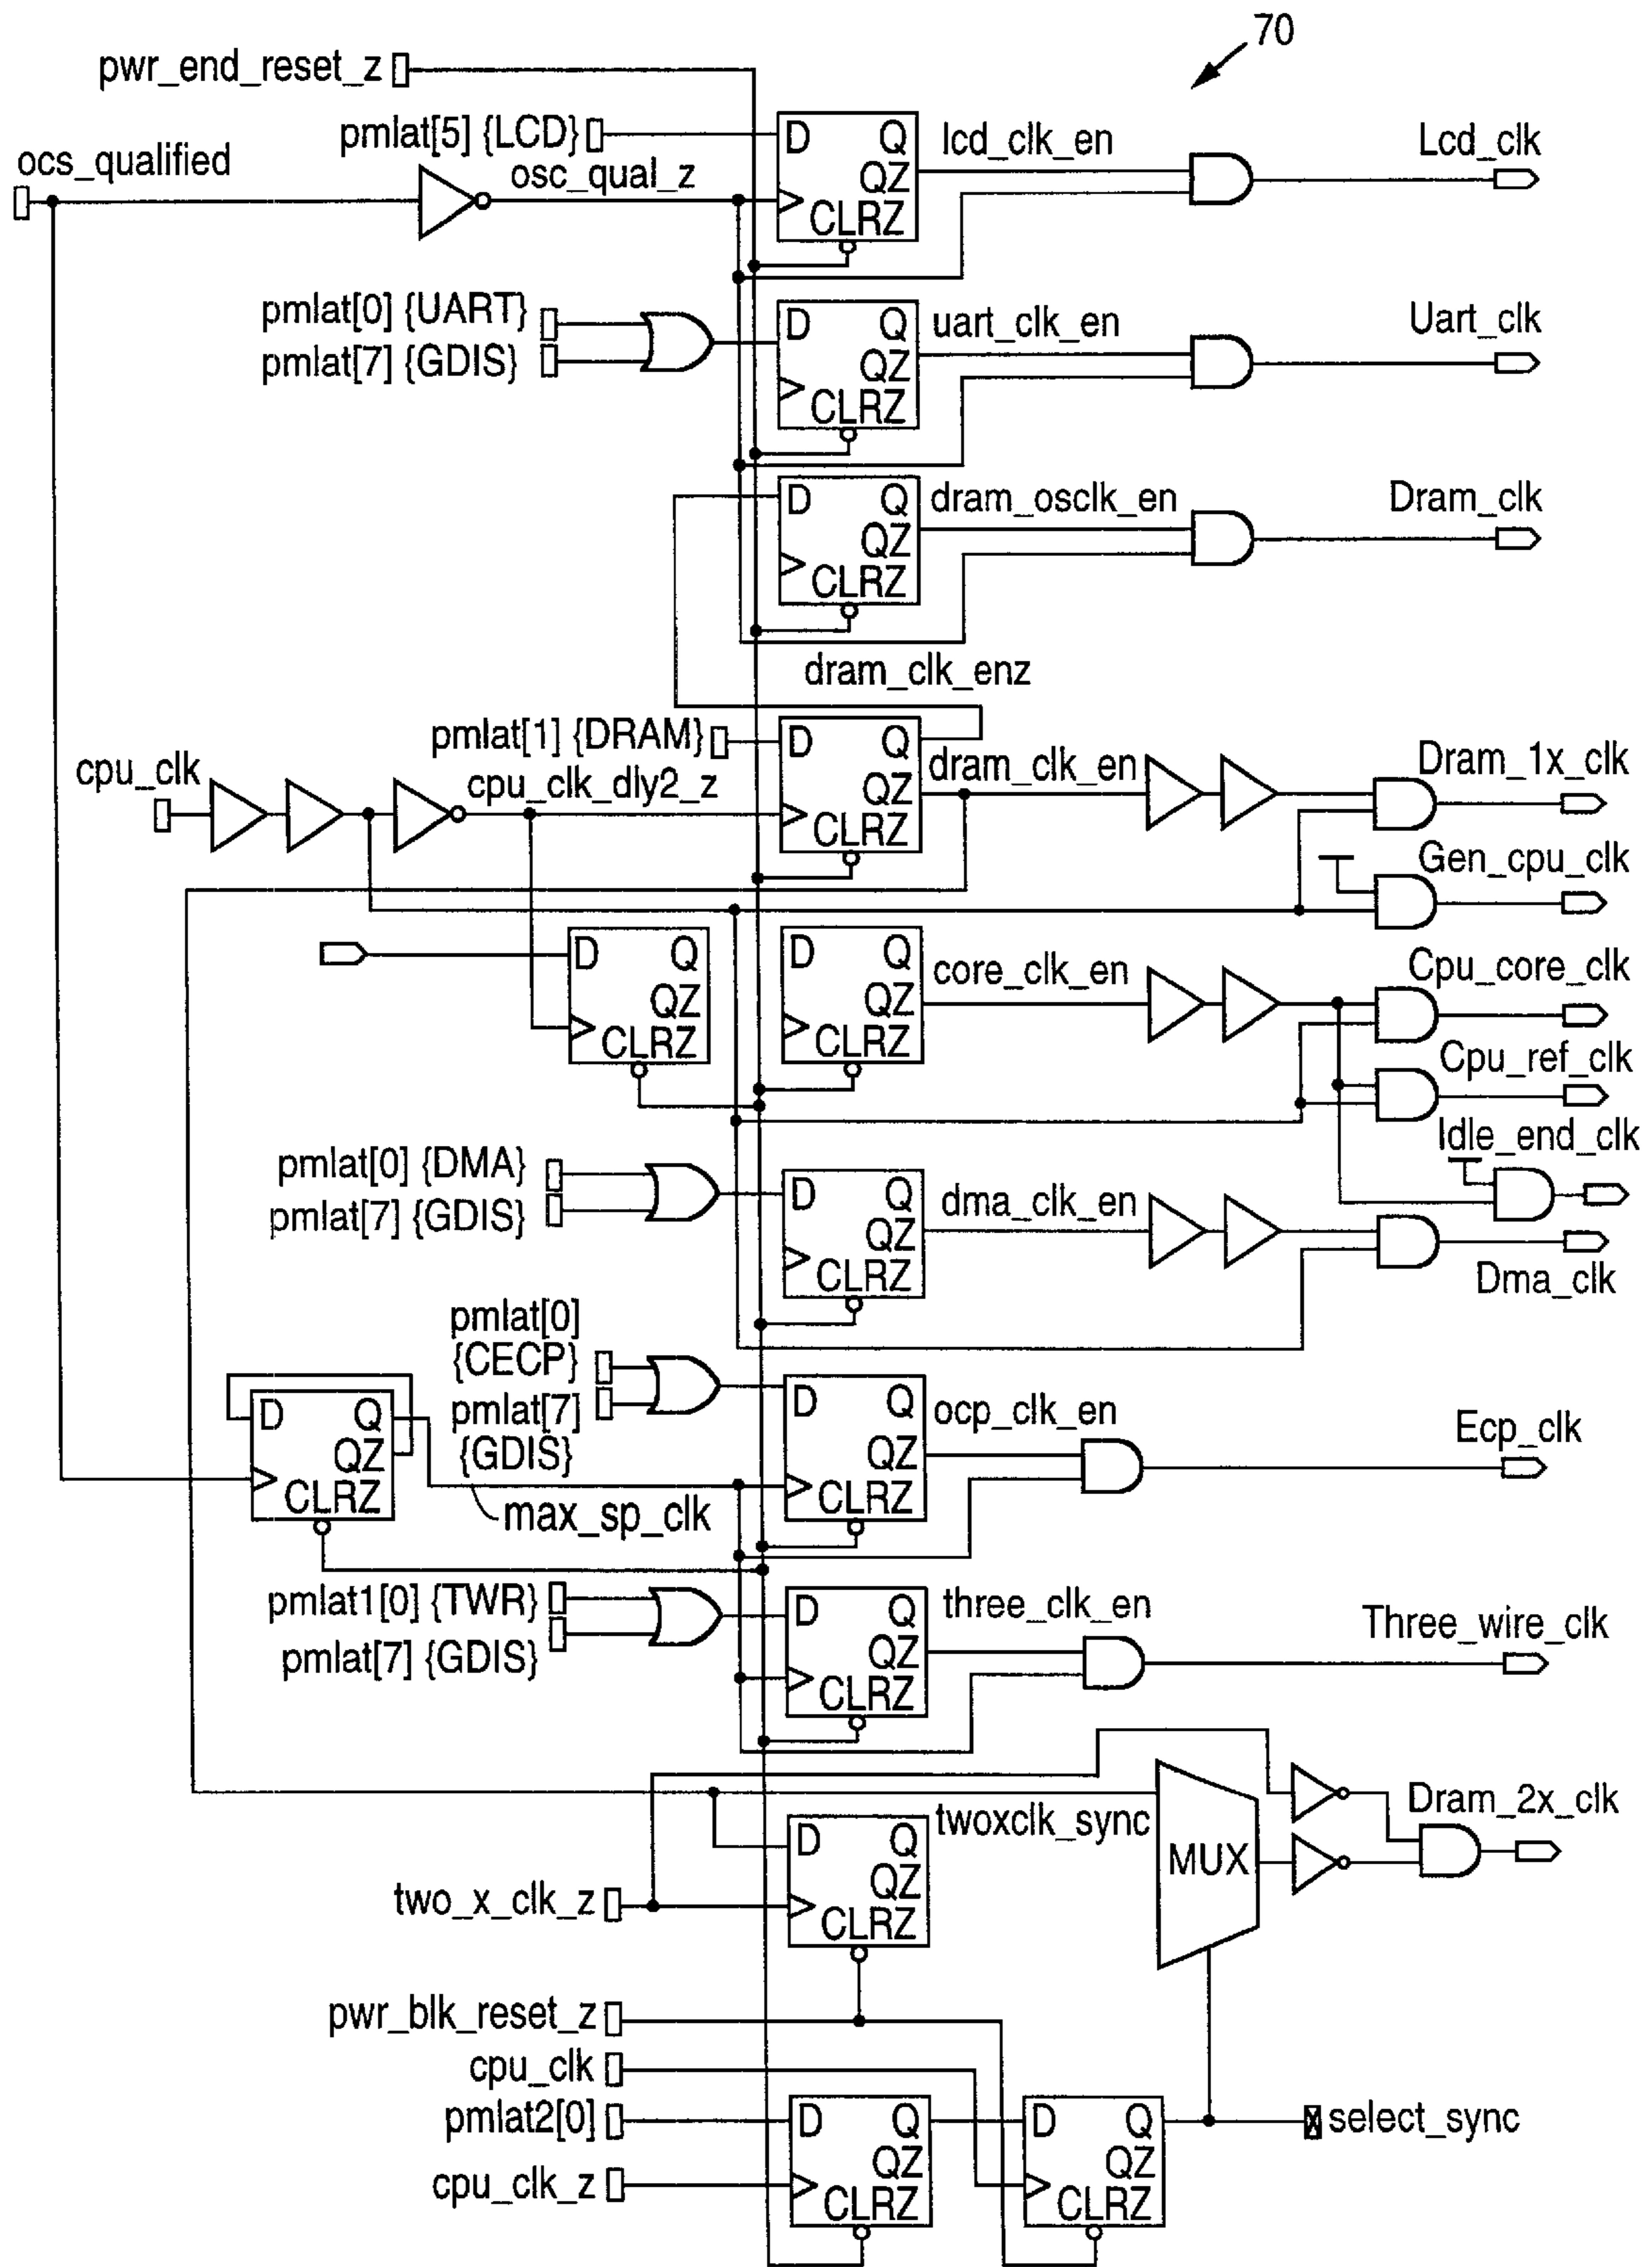 70
pwr_end_reset_z
pmlat[5] {LCD}
D Q
QZ
CLRZ
lcd_clk_en
Lcd_clk
ocs_qualified
osc_qual_z
pmlat[0] {UART}
pmlat[7] {GDIS}
D Q
QZ
CLRZ
uart_clk_en
Uart_clk
D Q
QZ
CLRZ
dram_osclk_en
Dram_clk
dram_clk_enz
pmlat[1] {DRAM}
cpu_clk
cpu_clk_dly2_z
D Q
QZ
CLRZ
dram_clk_en
Dram_1x_clk
Gen_cpu_clk
D Q
QZ
CLRZ
D Q
QZ
CLRZ
core_clk_en
Cpu_core_clk
Cpu_ref_clk
Idle_end_clk
pmlat[0] {DMA}
pmlat[7] {GDIS}
D Q
QZ
CLRZ
dma_clk_en
Dma_clk
pmlat[0]
{CECP}
pmlat[7]
{GDIS}
D Q
QZ
CLRZ
max_sp_clk
D Q
QZ
CLRZ
ocp_clk_en
Ecp_clk
pmlat1[0] {TWR}
pmlat[7] {GDIS}
D Q
QZ
CLRZ
three_clk_en
Three_wire_clk
two_x_clk_z
D Q
QZ
CLRZ
twoxclk_sync
MUX
Dram_2x_clk
pwr_blk_reset_z
cpu_clk
pmlat2[0]
cpu_clk_z
D Q
QZ
CLRZ
D Q
QZ
CLRZ
select_sync